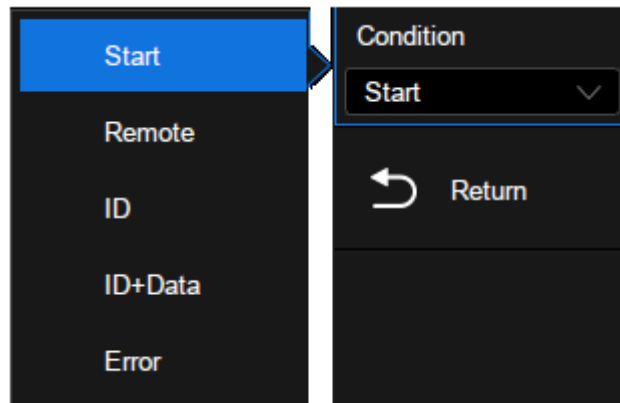 Start
Remote
ID
ID+Data
Error
Condition
Start
Return